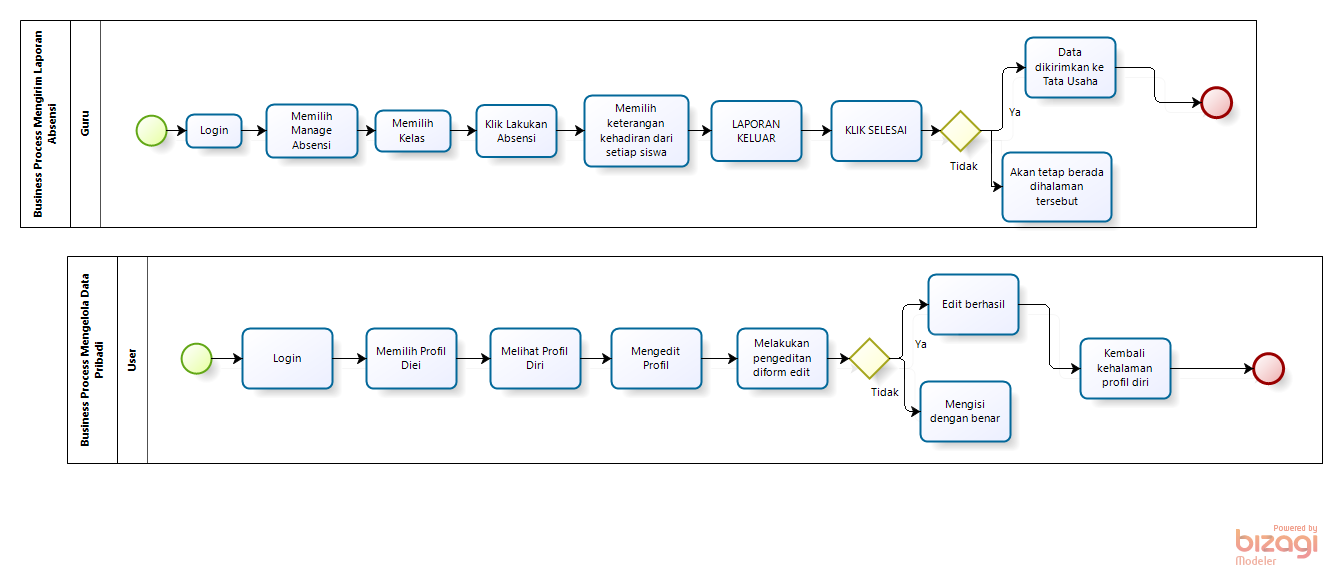 Business Process Mengirim Laporan
Absensi
Guru
Login
Memilih
Manage
Absensi
Memilih
Kelas
Klik Lakukan
Absensi
Memilih
keterangan
kehadiran dari
setiap siswa
LAPORAN
KELUAR
KLIK SELESAI
Ya
Tidak
Data
dikirimkan ke
Tata Usaha
Akan tetap berada
dihalaman
tersebut
Business Process Mengelola Data
Pribadi
User
Login
Memilih Profil
Diei
Melihat Profil
Diri
Mengedit
Profil
Melakukan
pengeditan
diform edit
Ya
Tidak
Edit berhasil
Mengisi
dengan benar
Kembali
kehalaman
profil diri
Powered by
bizagi
Modeler